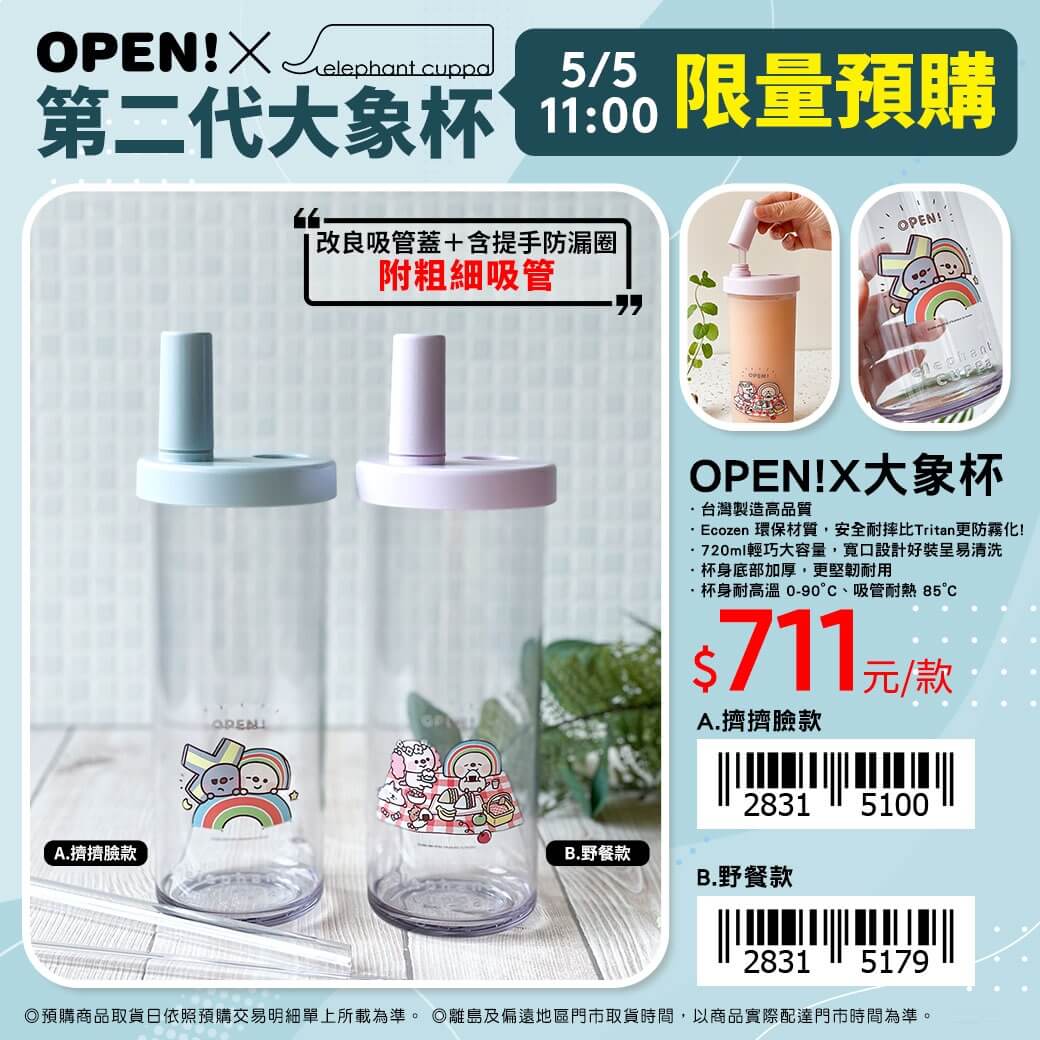 OPEN!╳ elephant cuppa
第二代大象杯
5/5
11:00
限量預購
❝改良吸管蓋＋含提手防漏圈
附粗細吸管❞
OPEN!
OPEN!
elephant
cuppa
OPEN!X大象杯
·台灣製造高品質
·Ecozen 環保材質，安全耐摔比Tritan更防霧化!
·720ml輕巧大容量，寬口設計好裝呈易清洗
·杯身底部加厚，更堅韌耐用
·杯身耐高溫 0-90°C、吸管耐熱 85°C
$711元/款
A.擠擠臉款
2831 5100
B.野餐款
2831 5179
OPEN!
OPEN!
A.擠擠臉款
B.野餐款
◎預購商品取貨日依照預購交易明細單上所載為準。 ◎離島及偏遠地區門市取貨時間，以商品實際配達門市時間為準。